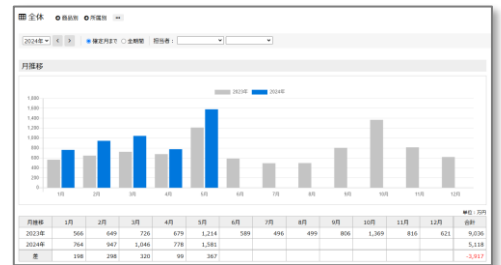 全体 商品別 所属別
2024年 < > 確定月まで 全期間 担当者：
月推移
2023年 2024年
1,800
1,600
1,400
1,200
1,000
800
600
400
200
0
1月 2月 3月 4月 5月 6月 7月 8月 9月 10月 11月 12月
単位：万円
月推移 1月 2月 3月 4月 5月 6月 7月 8月 9月 10月 11月 12月 合計
2023年 566 649 726 679 1,214 589 496 499 806 1,369 816 621 9,036
2024年 764 947 1,046 778 1,581 5,118
差 198 298 320 99 367 -3,917